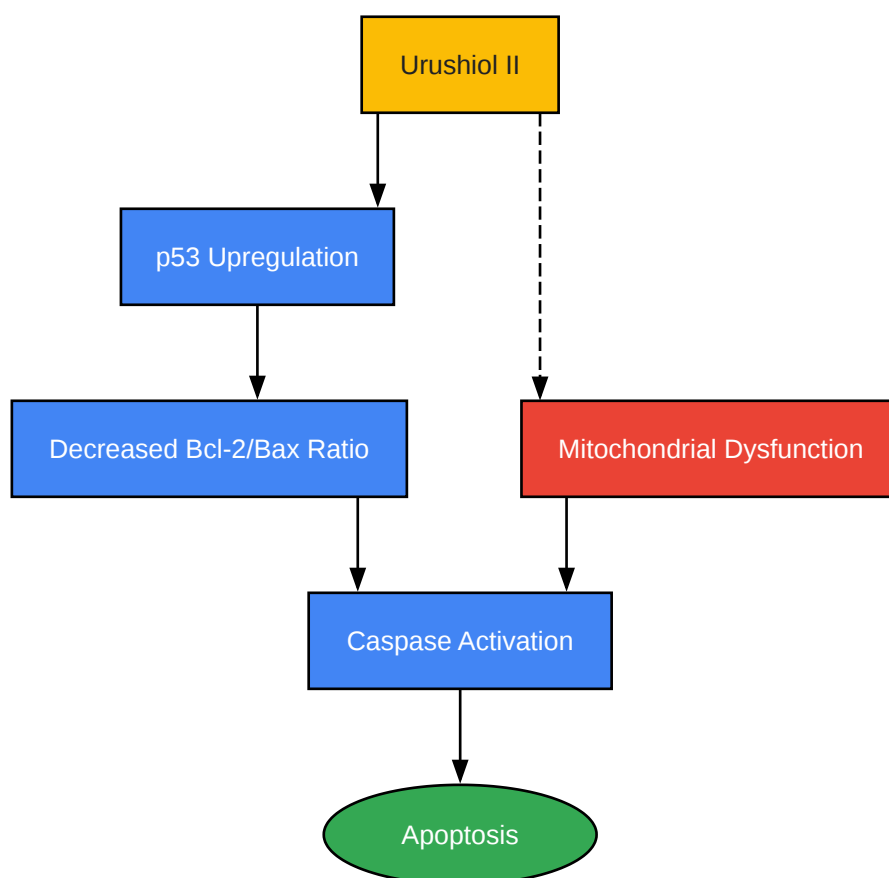 Urushiol II
p53 Upregulation
Decreased Bcl-2/Bax Ratio
Mitochondrial Dysfunction
Caspase Activation
Apoptosis